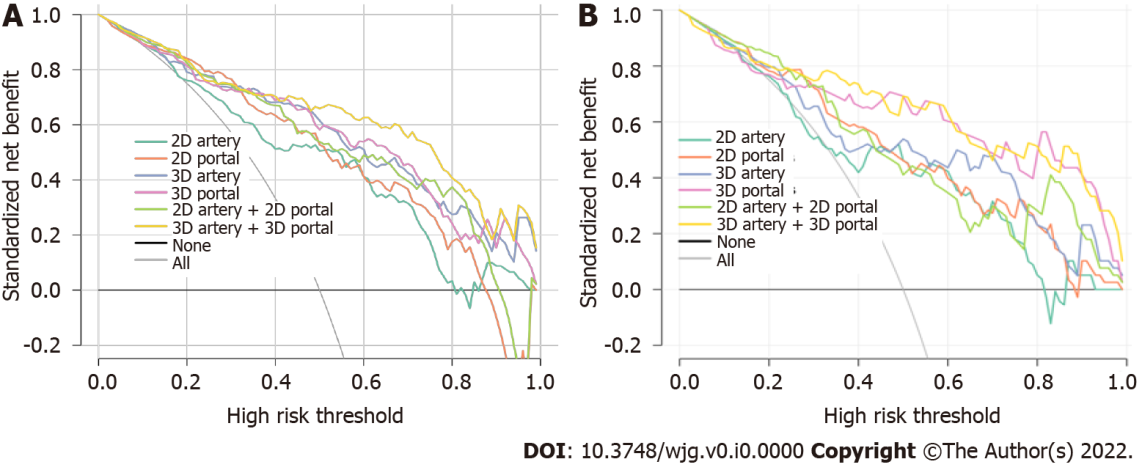 A
Standardized net benefit
1.0
0.8
0.6
0.4
0.2
0.0
-0.2
2D artery
2D portal
3D artery
3D portal
2D artery + 2D portal
3D artery + 3D portal
None
All
0.0 0.2 0.4 0.6 0.8 1.0
High risk threshold
B
Standardized net benefit
1.0
0.8
0.6
0.4
0.2
0.0
-0.2
2D artery
2D portal
3D artery
3D portal
2D artery + 2D portal
3D artery + 3D portal
None
All
0.0 0.2 0.4 0.6 0.8 1.0
High risk threshold
DOI: 10.3748/wjg.v0.i0.0000 Copyright ©The Author(s) 2022.